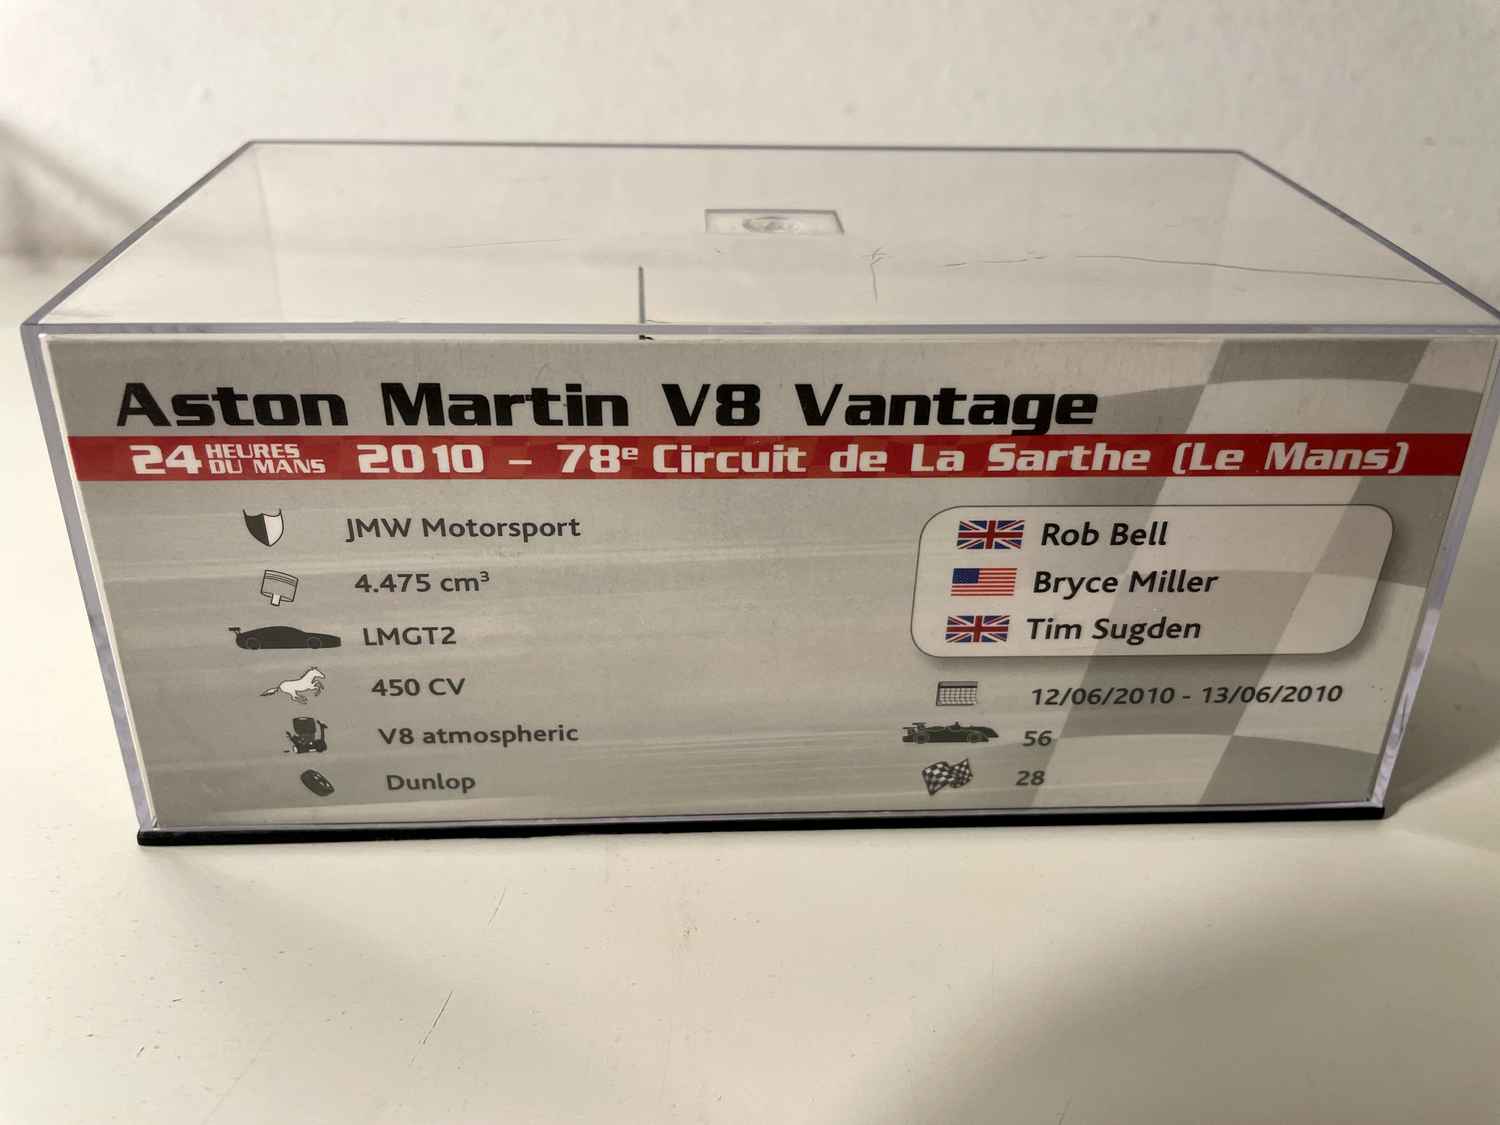 Aston Martin V8 Vantage
24 HEURES DU MANS 2010 – 78e Circuit de La Sarthe (Le Mans)
JMW Motorsport
4.475 cm³
LMGT2
450 CV
V8 atmospheric
Dunlop
Rob Bell
Bryce Miller
Tim Sugden
12/06/2010 - 13/06/2010
56
28